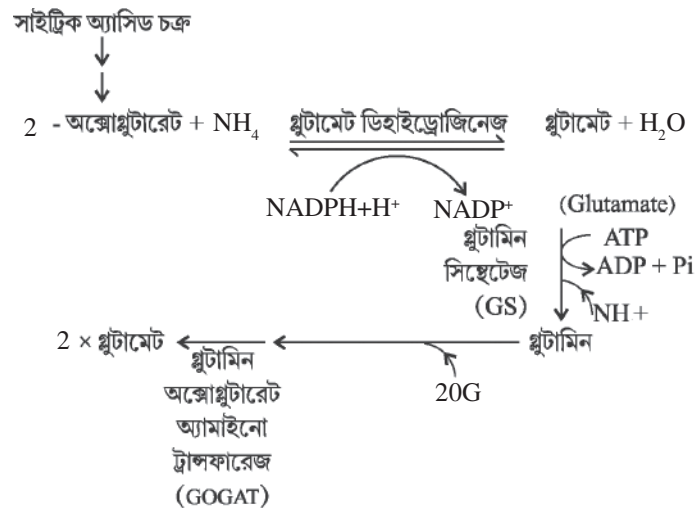 সাইট্রিক অ্যাসিড চক্র
2 - অক্সোগ্লুটারেট + NH4 গ্লুটামেট ডিহাইড্রোজিনেজ গ্লুটামেট + H2O
NADPH+H+ NADP+ (Glutamate)
গ্লুটামিন
সিন্থেটেজ
(GS)
ATP
ADP + Pi
NH +
2 × গ্লুটামেট গ্লুটামিন
20G
গ্লুটামিন
অক্সোগ্লুটারেট
অ্যামাইনো
ট্রান্সফারেজ
(GOGAT)